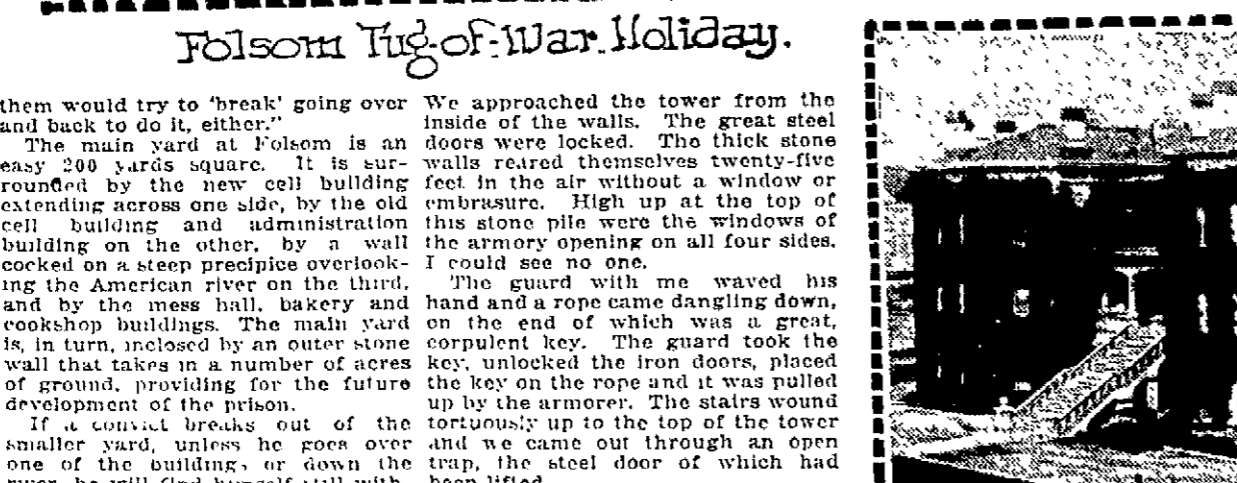 Folsom Tug-of-War Holiday.
them would try to 'break' going over
and back to do it, either."
The main yard at Folsom is an
easy 200 yards square. It is sur-
rounded by the new cell building
extending across one side, by the old
cell building and administration
building on the other, by a wall
cocked on a steep precipice overlook-
ing the American river on the third,
and by the mess hall, bakery and
cookshop buildings. The main yard
is, in turn, inclosed by an outer stone
wall that takes in a number of acres
of ground, providing for the future
development of the prison.
If a convict breaks out of the
smaller yard, unless he goes over
one of the buildings or down the
river, he will find himself still with-
We approached the tower from the
inside of the walls. The great steel
doors were locked. The thick stone
walls reared themselves twenty-five
feet in the air without a window or
embrasure. High up at the top of
this stone pile were the windows of
the armory opening on all four sides.
I could see no one.
The guard with me waved his
hand and a rope came dangling down,
on the end of which was a great,
corpulent key. The guard took the
key, unlocked the iron doors, placed
the key on the rope and it was pulled
up by the armorer. The stairs wound
tortuously up to the top of the tower
and we came out through an open
trap, the steel door of which had
been lifted